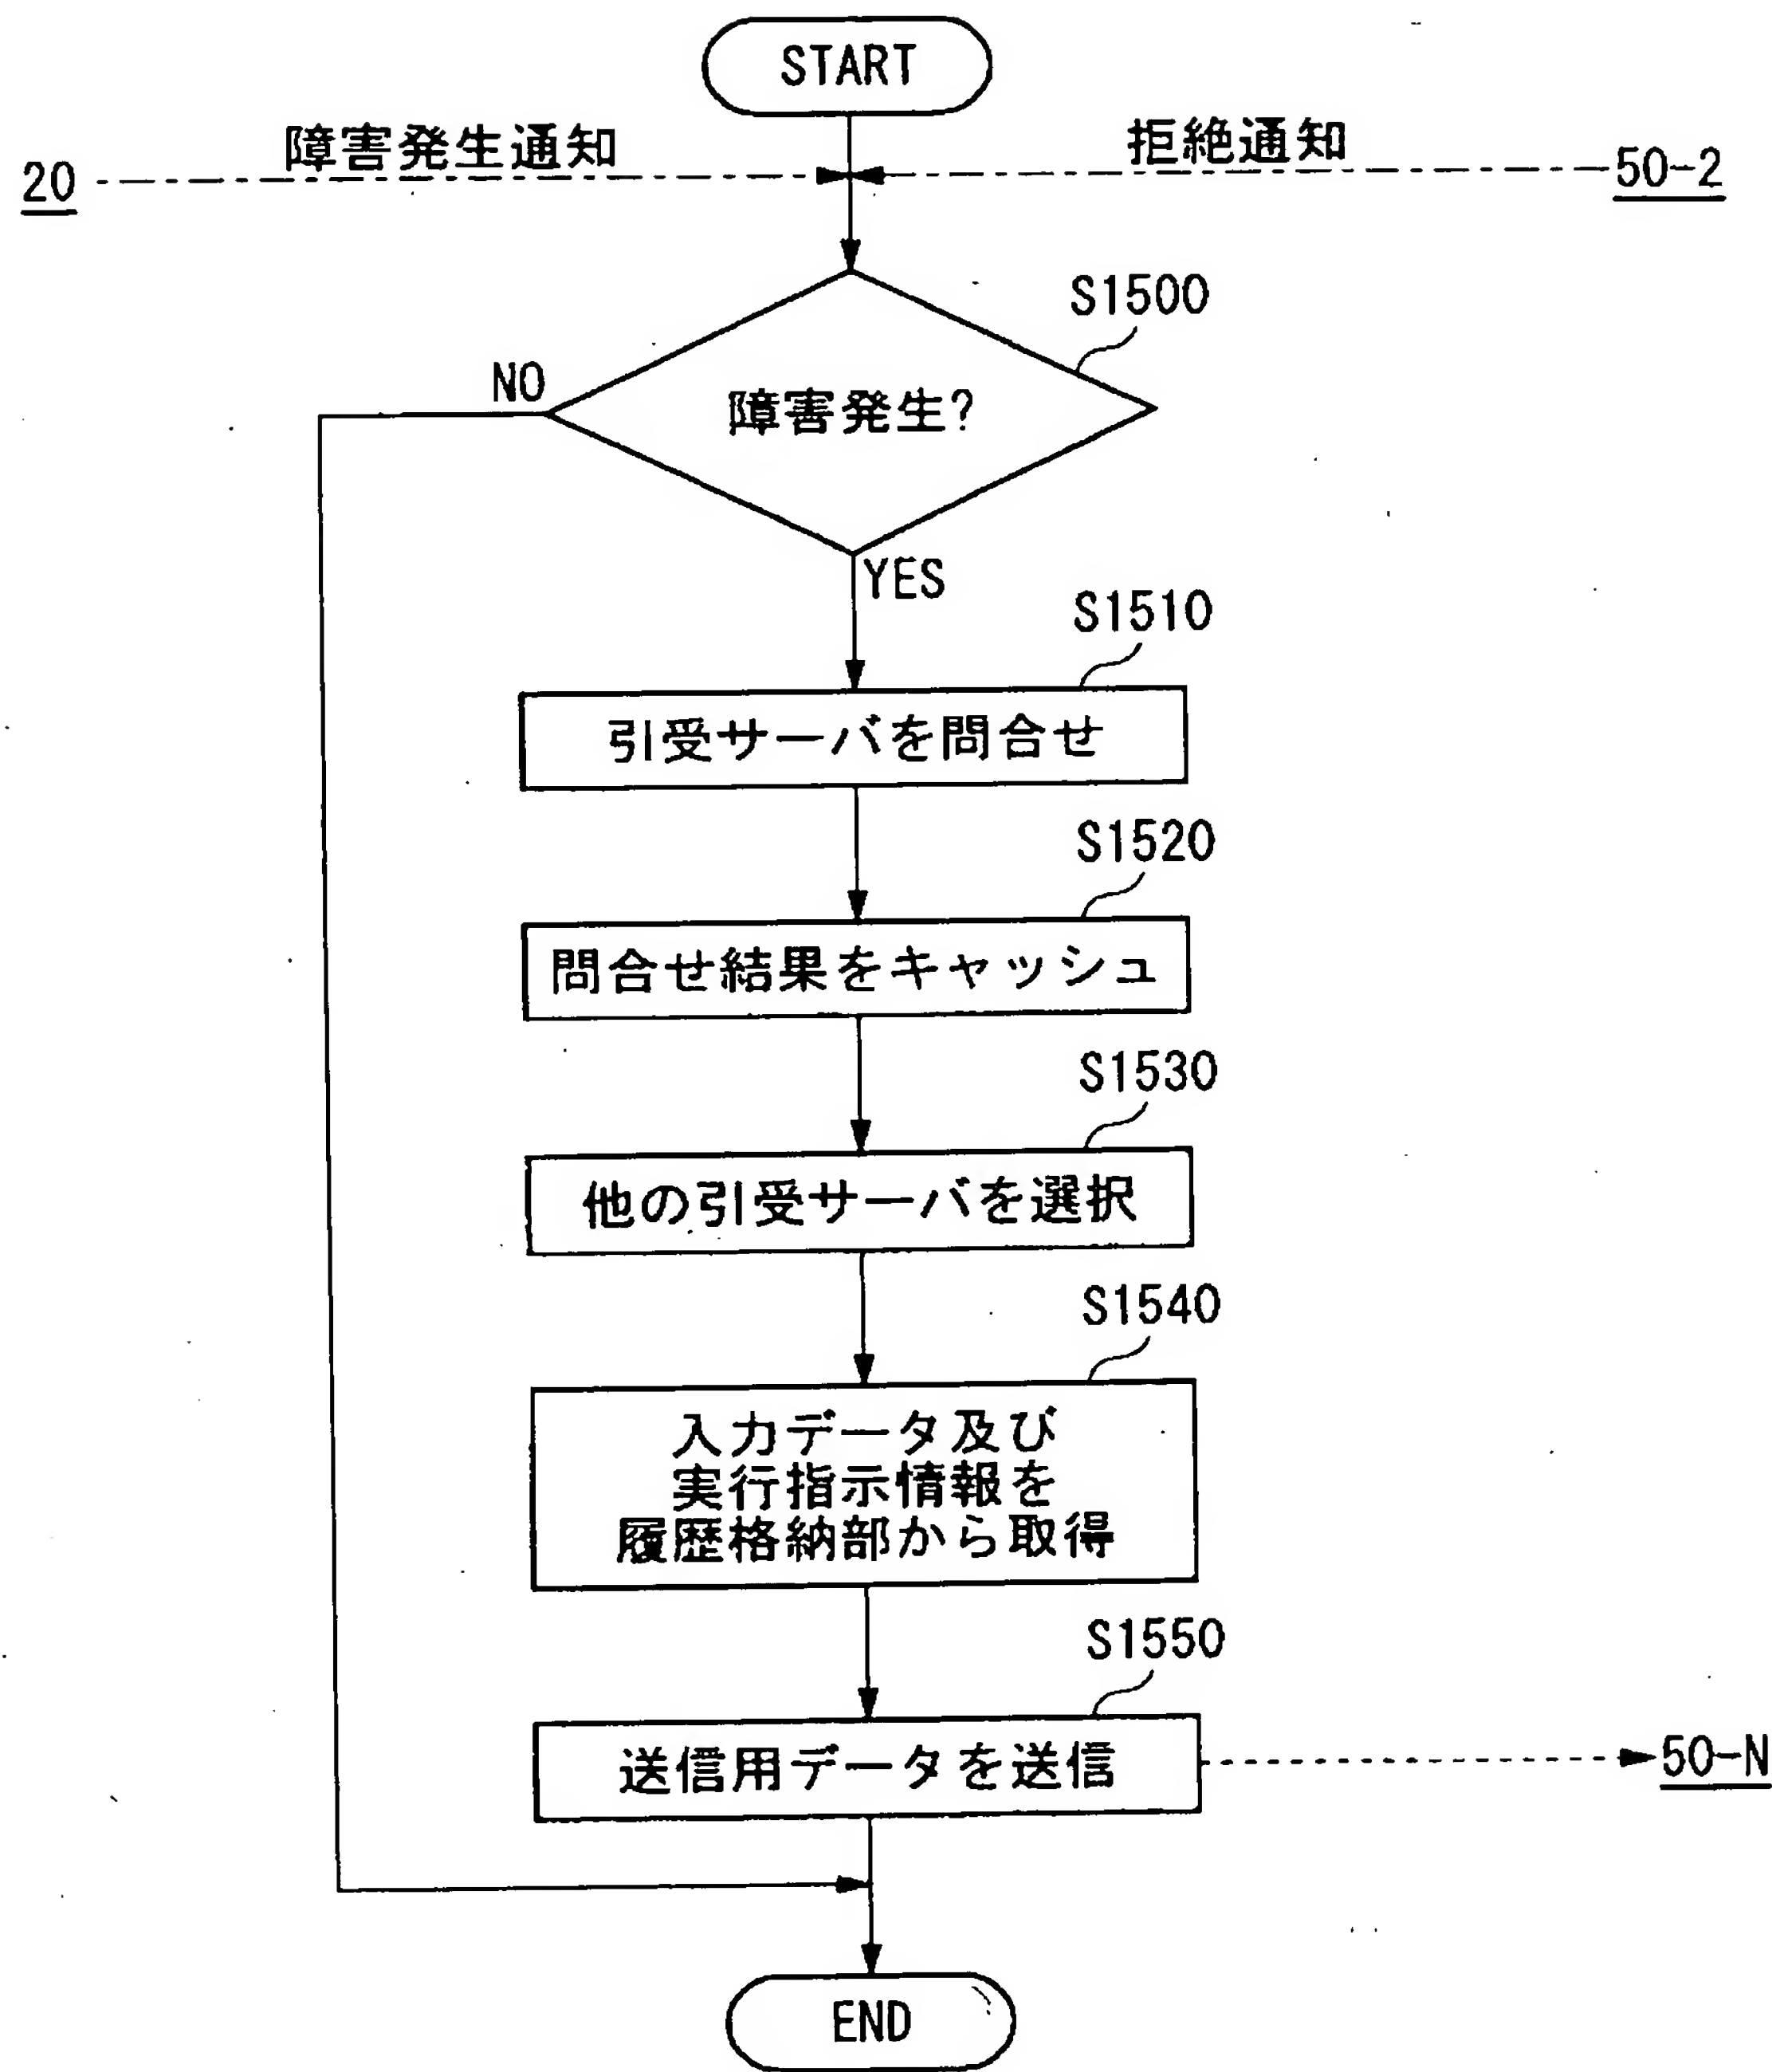 START
障害発生通知
拒絶通知
20
50-2
S1500
NO
障害発生?
YES
S1510
引受サーバを問合せ
S1520
問合せ結果をキャッシュ
S1530
他の引受サーバを選択
S1540
入力データ及び
実行指示情報を
履歴格納部から取得
S1550
送信用データを送信
50-N
END